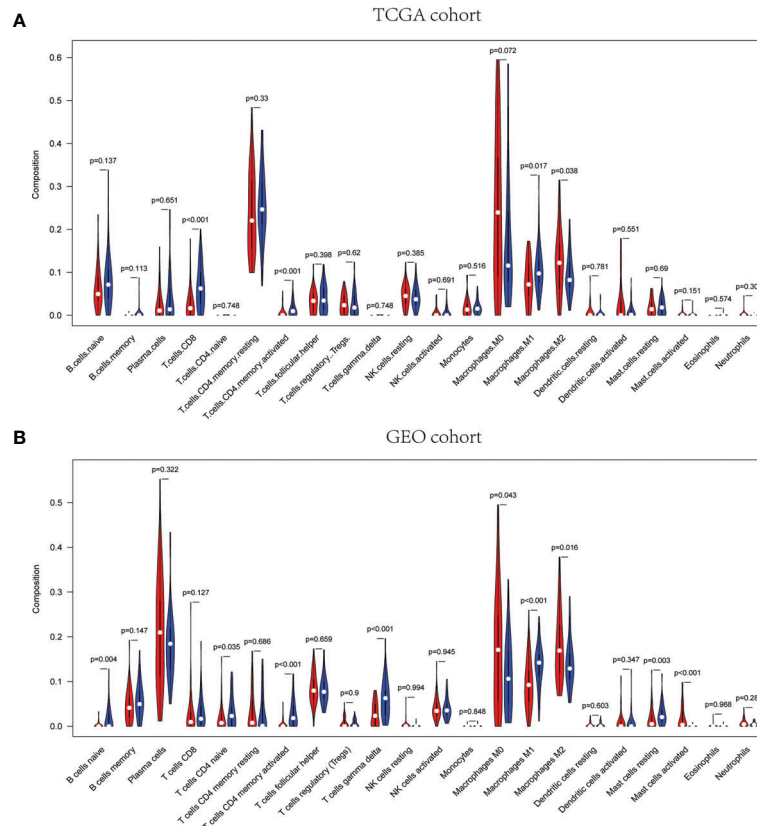 A
TCGA cohort
0.6
0.5
0.4
0.3
0.2
0.1
0.0
Composition
p=0.137
p=0.113
p=0.651
p<0.001
p=0.748
p=0.33
p=0.001
p=0.398
p=0.62
p=0.748
p=0.385
p=0.691
p=0.516
p=0.072
p=0.017
p=0.038
p=0.781
p=0.551
p=0.69
p=0.151
p=0.574
p=0.30
B.cells.naive
B.cells.memory
Plasma.cells
T.cells.CD8
T.cells.CD4.naive
T.cells.CD4.memory.resting
T.cells.CD4.memory.activated
T.cells.follicular.helper
T.cells.regulatory..Tregs.
T.cells.gamma.delta
NK.cells.resting
NK.cells.activated
Monocytes
Macrophages.M0
Macrophages.M1
Macrophages.M2
Dendritic.cells.resting
Dendritic.cells.activated
Mast.cells.resting
Mast.cells.activated
Eosinophils
Neutrophils
B
GEO cohort
0.5
0.4
0.3
0.2
0.1
0.0
Composition
p=0.004
p=0.147
p=0.322
p=0.127
p=0.035
p=0.686
p<0.001
p=0.659
p=0.9
p<0.001
p=0.994
p=0.945
p=0.848
p=0.043
p<0.001
p=0.016
p=0.603
p=0.347
p=0.003
p<0.001
p=0.968
p=0.28
B cells naive
B cells memory
Plasma cells
T cells CD8
T cells CD4 naive
T cells CD4 memory resting
T cells CD4 memory activated
T cells follicular helper
T cells regulatory (Tregs)
T cells gamma delta
NK cells resting
NK cells activated
Monocytes
Macrophages M0
Macrophages M1
Macrophages M2
Dendritic cells resting
Dendritic cells activated
Mast cells resting
Mast cells activated
Eosinophils
Neutrophils